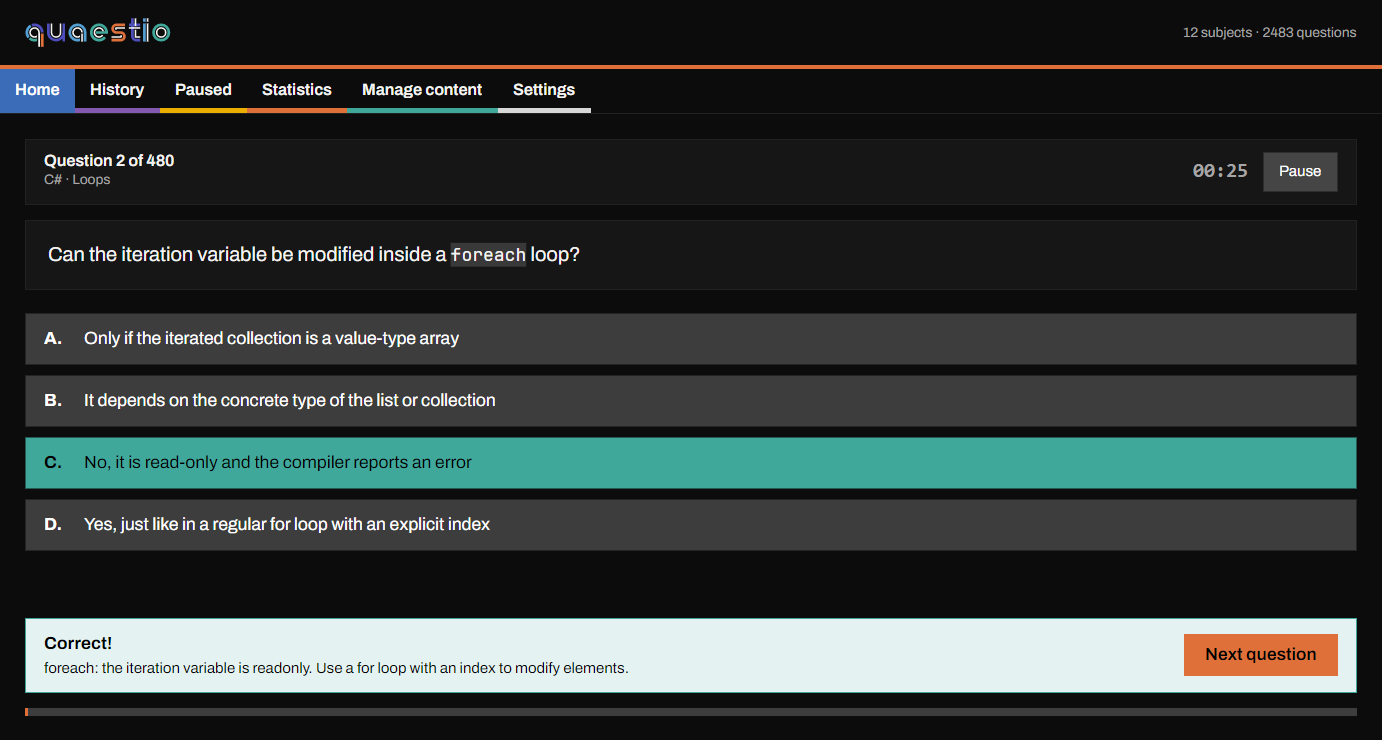 quaestio
12 subjects · 2483 questions
Home History Paused Statistics Manage content Settings
Question 2 of 480
C# · Loops
00:25
Pause
Can the iteration variable be modified inside a foreach loop?
A. Only if the iterated collection is a value-type array
B. It depends on the concrete type of the list or collection
C. No, it is read-only and the compiler reports an error
D. Yes, just like in a regular for loop with an explicit index
Correct!
foreach: the iteration variable is readonly. Use a for loop with an index to modify elements.
Next question